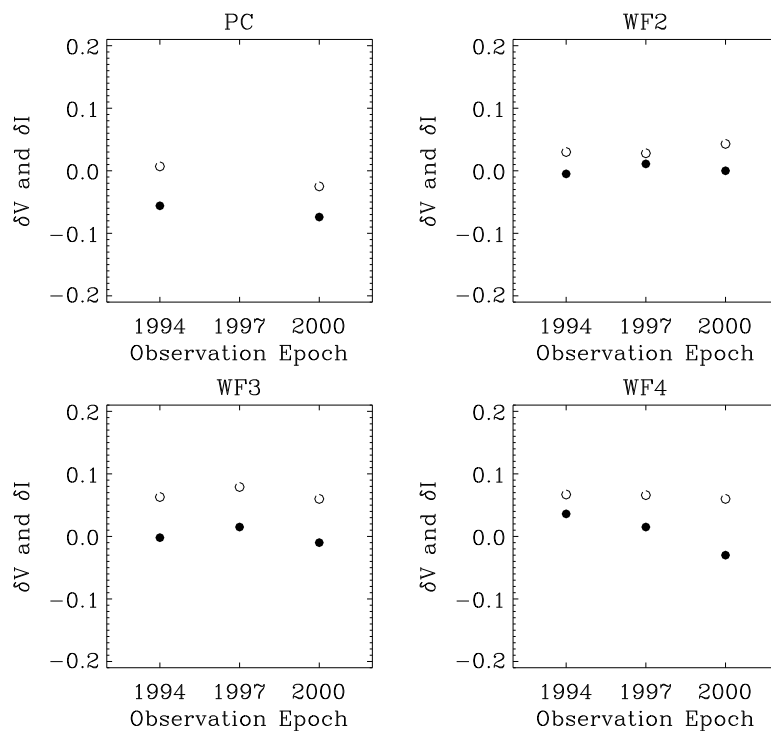 PC
0.2
0.1
0.0
−0.1
−0.2
δV and δI
1994 1997 2000
Observation Epoch
WF2
0.2
0.1
0.0
−0.1
−0.2
δV and δI
1994 1997 2000
Observation Epoch
WF3
0.2
0.1
0.0
−0.1
−0.2
δV and δI
1994 1997 2000
Observation Epoch
WF4
0.2
0.1
0.0
−0.1
−0.2
δV and δI
1994 1997 2000
Observation Epoch